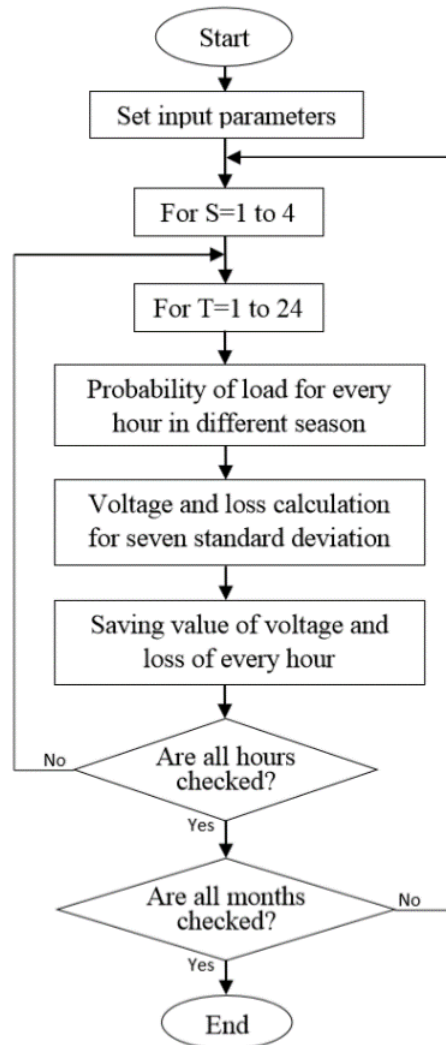 Start
Set input parameters
For S=1 to 4
For T=1 to 24
Probability of load for every
hour in different season
Voltage and loss calculation
for seven standard deviation
Saving value of voltage and
loss of every hour
Are all hours
checked?
No
Yes
Are all months
checked?
No
Yes
End